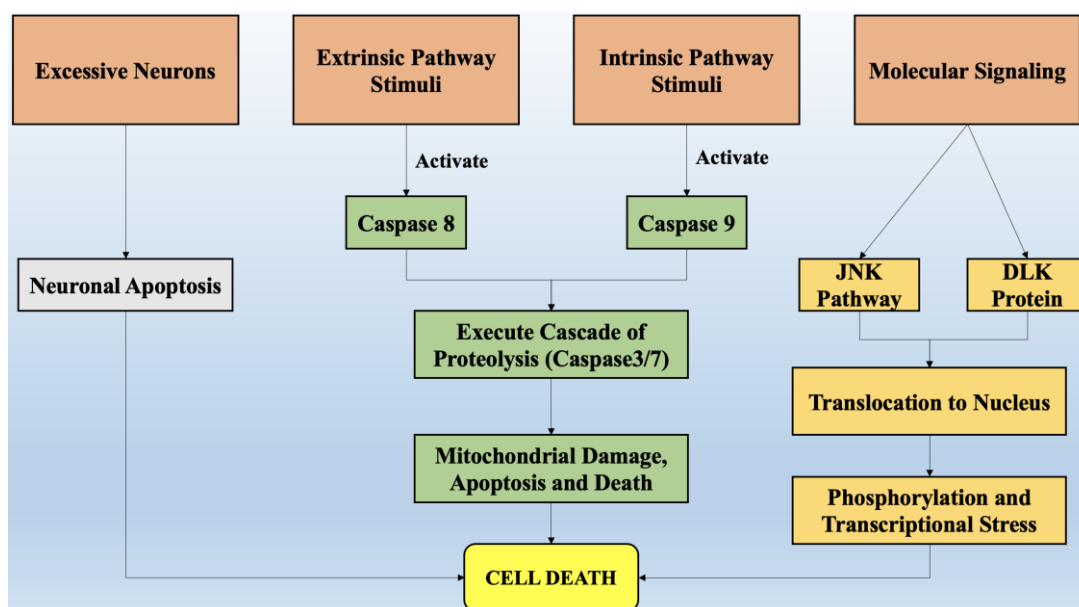 Excessive Neurons
Extrinsic Pathway
Stimuli
Intrinsic Pathway
Stimuli
Molecular Signaling
Activate
Activate
Caspase 8
Caspase 9
Neuronal Apoptosis
JNK
Pathway
DLK
Protein
Execute Cascade of
Proteolysis (Caspase3/7)
Translocation to Nucleus
Mitochondrial Damage,
Apoptosis and Death
Phosphorylation and
Transcriptional Stress
CELL DEATH